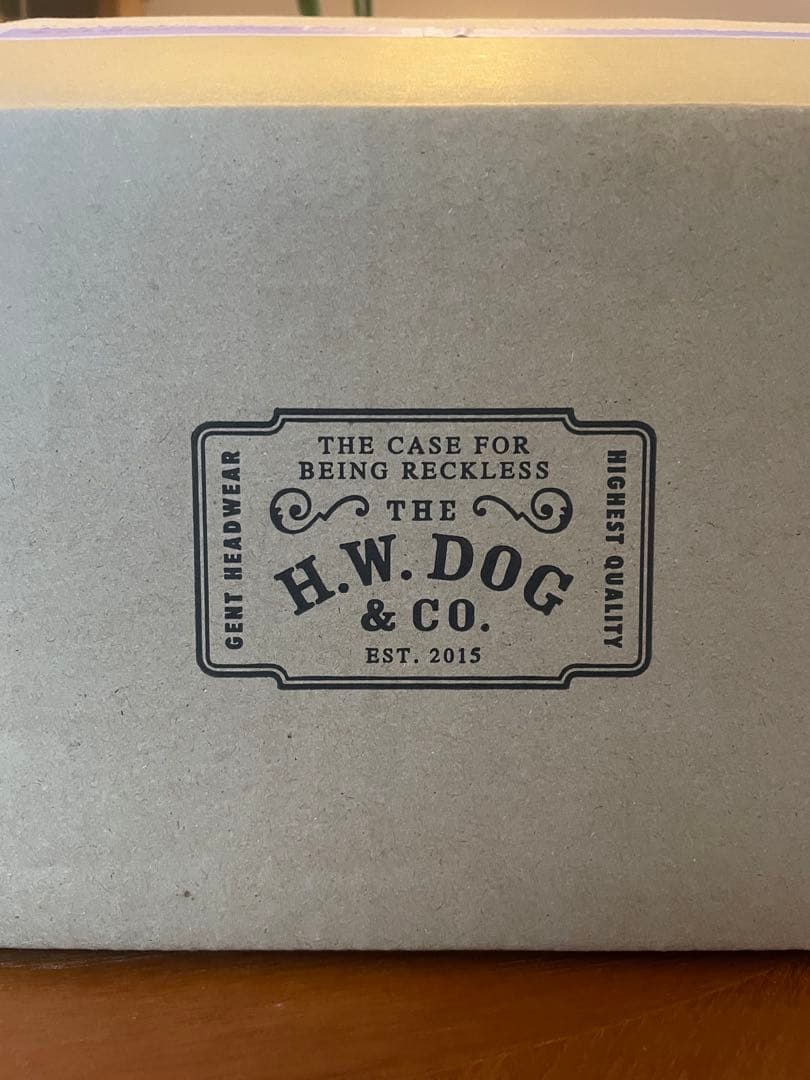 THE CASE FOR
BEING RECKLESS
THE
H.W. DOG
& CO.
EST. 2015
GENT HEADWEAR
HIGHEST QUALITY